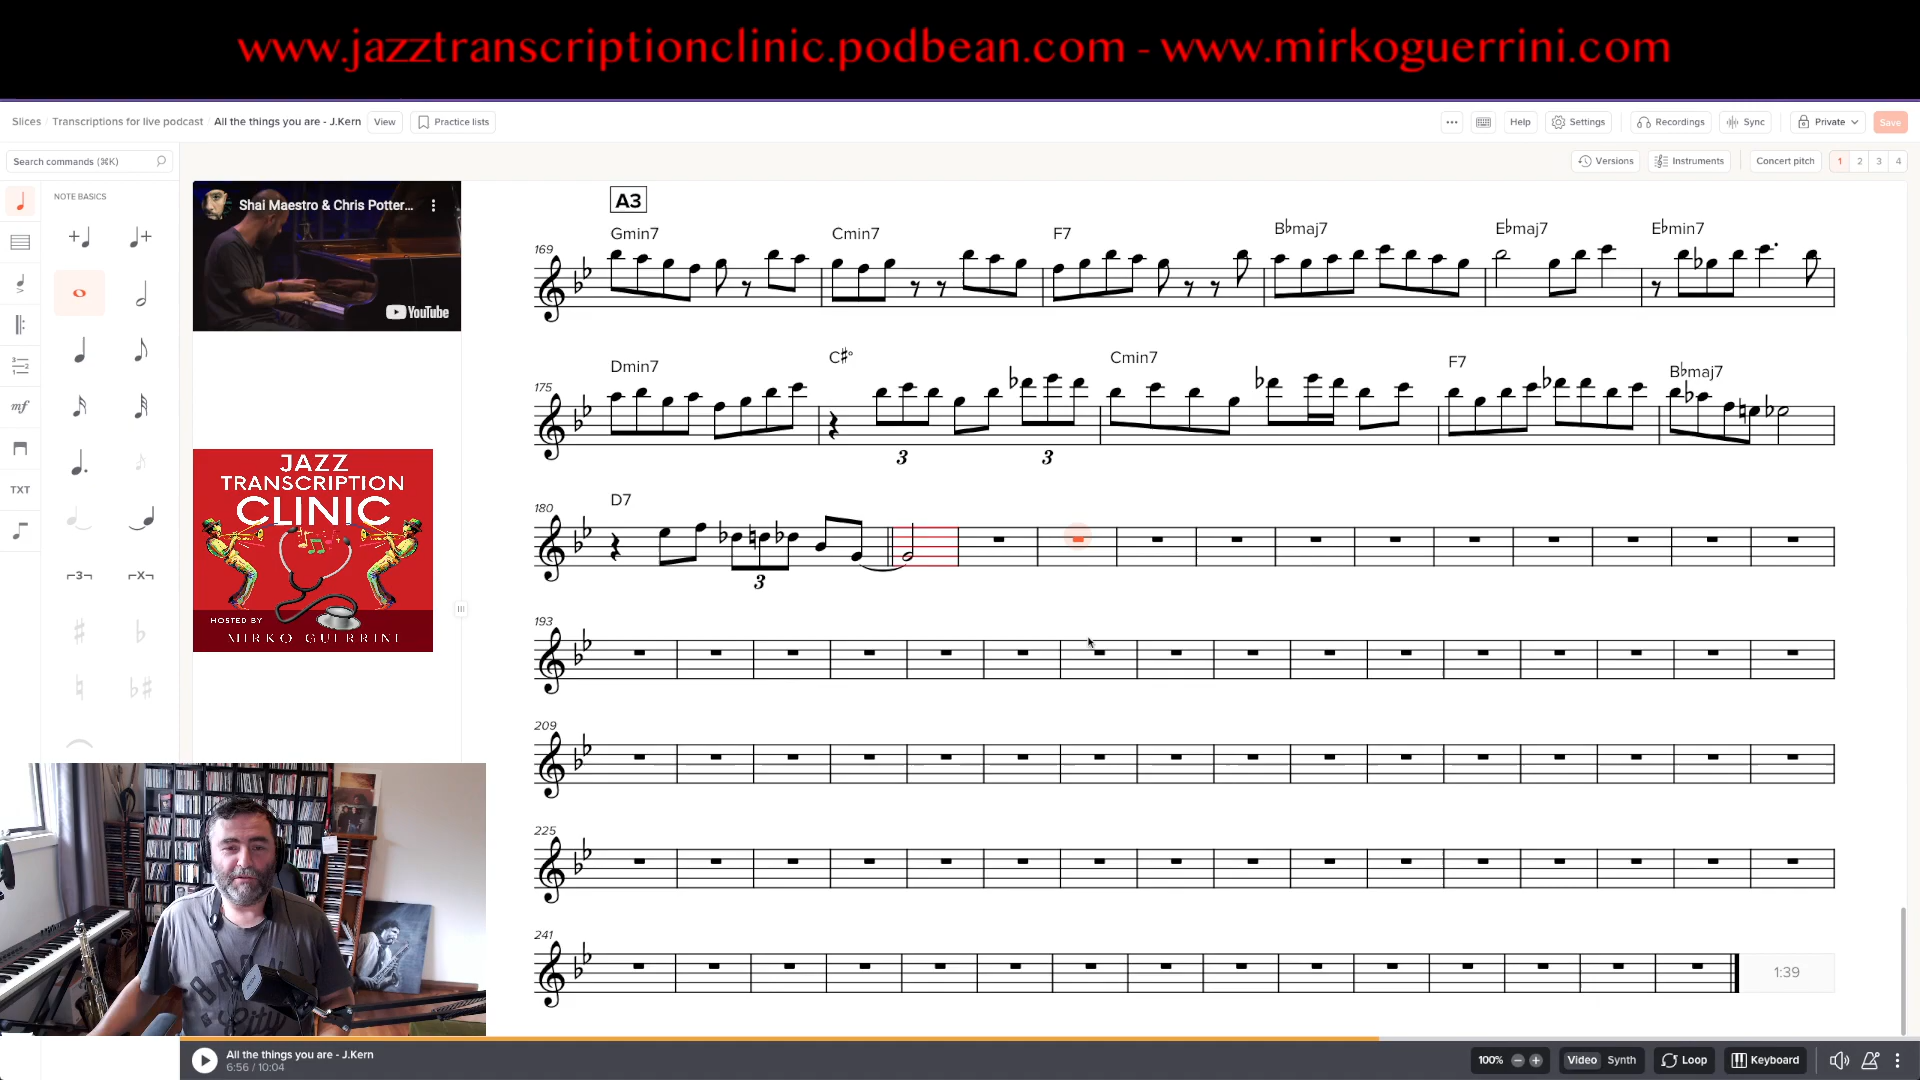 www.jazztranscriptionclinic.podbean.com - www.mirkoguerrini.com
Slices / Transcriptions for live podcast / All the things you are - J.Kern View Practice lists ... Help Settings Recordings Sync Private Save
Search commands (⌘K) Versions Instruments Concert pitch 1 2 3 4
NOTE BASICS
Shai Maestro & Chris Potter...
YouTube
A3
Gmin7 Cmin7 F7 B♭maj7 E♭maj7 E♭min7
169
Dmin7 C#° Cmin7 F7 B♭maj7
175
3 3
D7
180
3
193
209
225
241
1:39
mf
TXT
3 X
JAZZ
TRANSCRIPTION
CLINIC
HOSTED BY
MIRKO GUERRINI
All the things you are - J.Kern
6:56 / 10:04
100% Video Synth Loop Keyboard